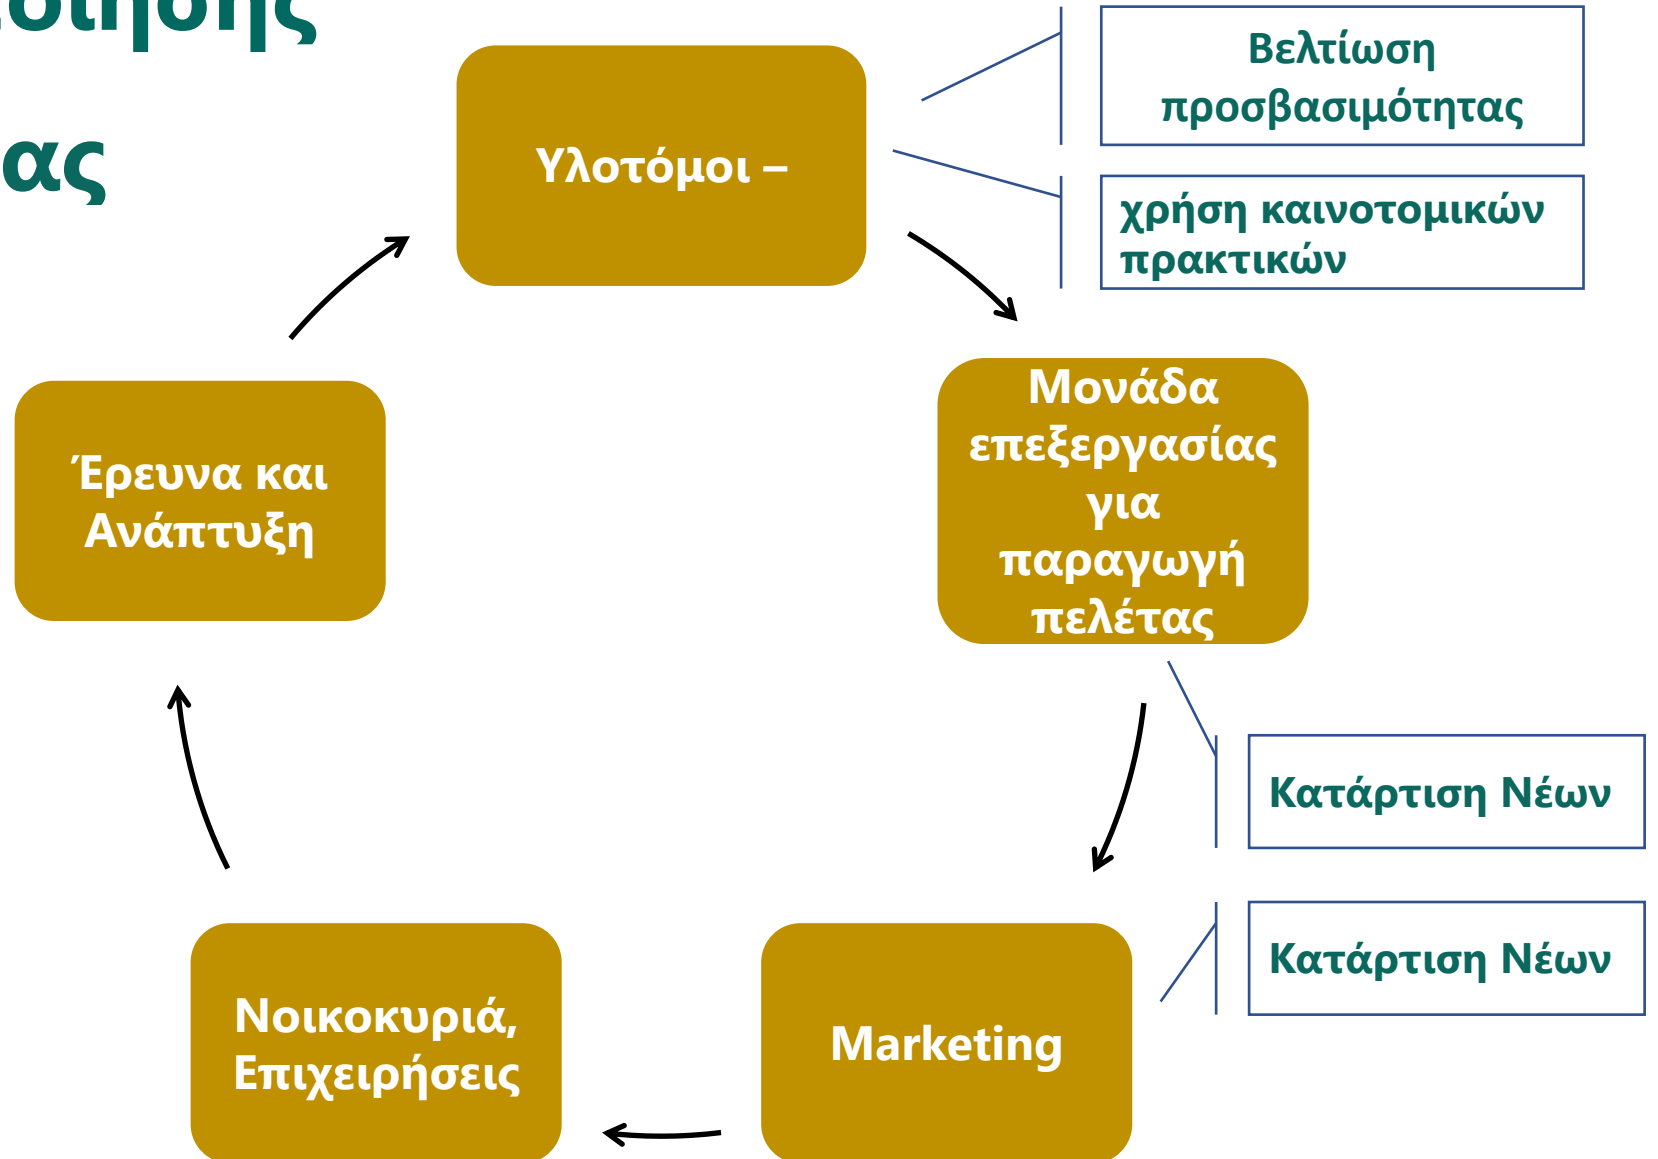 Υλοτόμοι –
Βελτίωση
προσβασιμότητας
χρήση καινοτομικών
πρακτικών
Μονάδα
επεξεργασίας
για
παραγωγή
πελέτας
Κατάρτιση Νέων
Κατάρτιση Νέων
Marketing
Νοικοκυριά,
Επιχειρήσεις
Έρευνα και
Ανάπτυξη